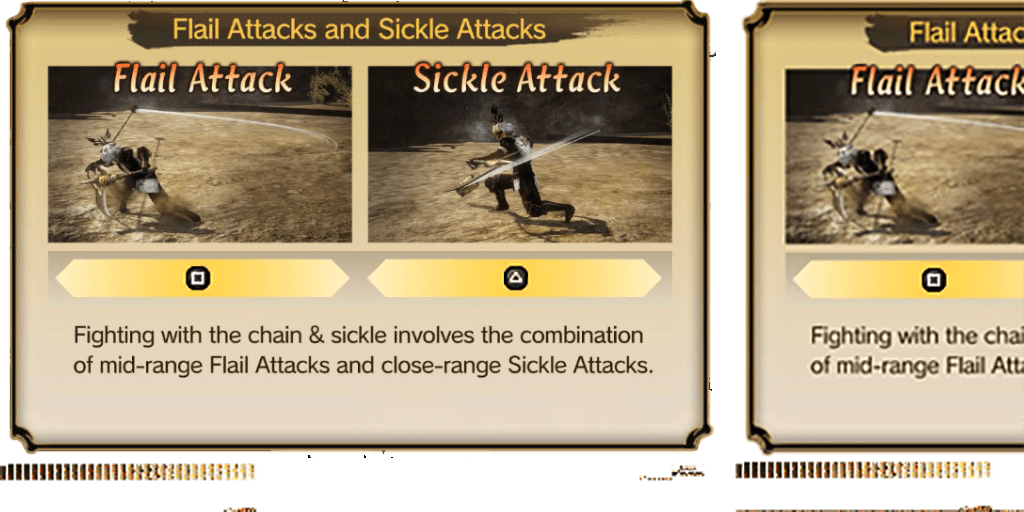 Flail Attacks and Sickle Attacks
Flail Attack
Sickle Attack
Fighting with the chain & sickle involves the combination
of mid-range Flail Attacks and close-range Sickle Attacks.
Flail Attac
Flail Attack
Fighting with the chai
of mid-range Flail Atta